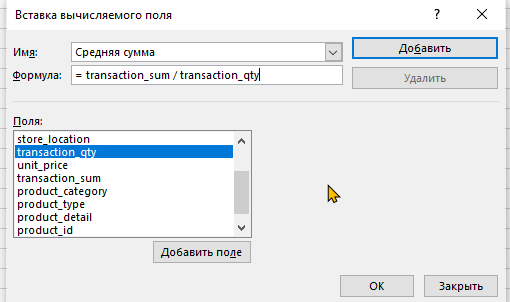 Вставка вычисляемого поля
?
Имя:
Средняя сумма
Добавить
Формула:
= transaction_sum / transaction_qty
Удалить
Поля:
store_location
transaction_qty
unit_price
transaction_sum
product_category
product_type
product_detail
product_id
Добавить поле
ОК
Закрыть